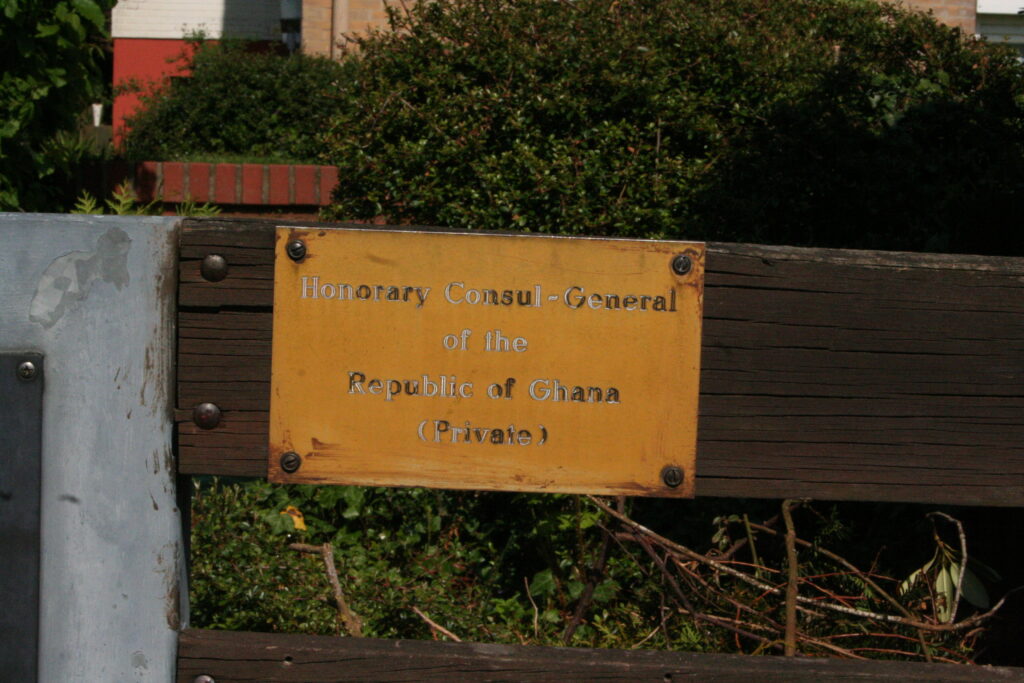 Honorary Consul-General
of the
Republic of Ghana
(Private)